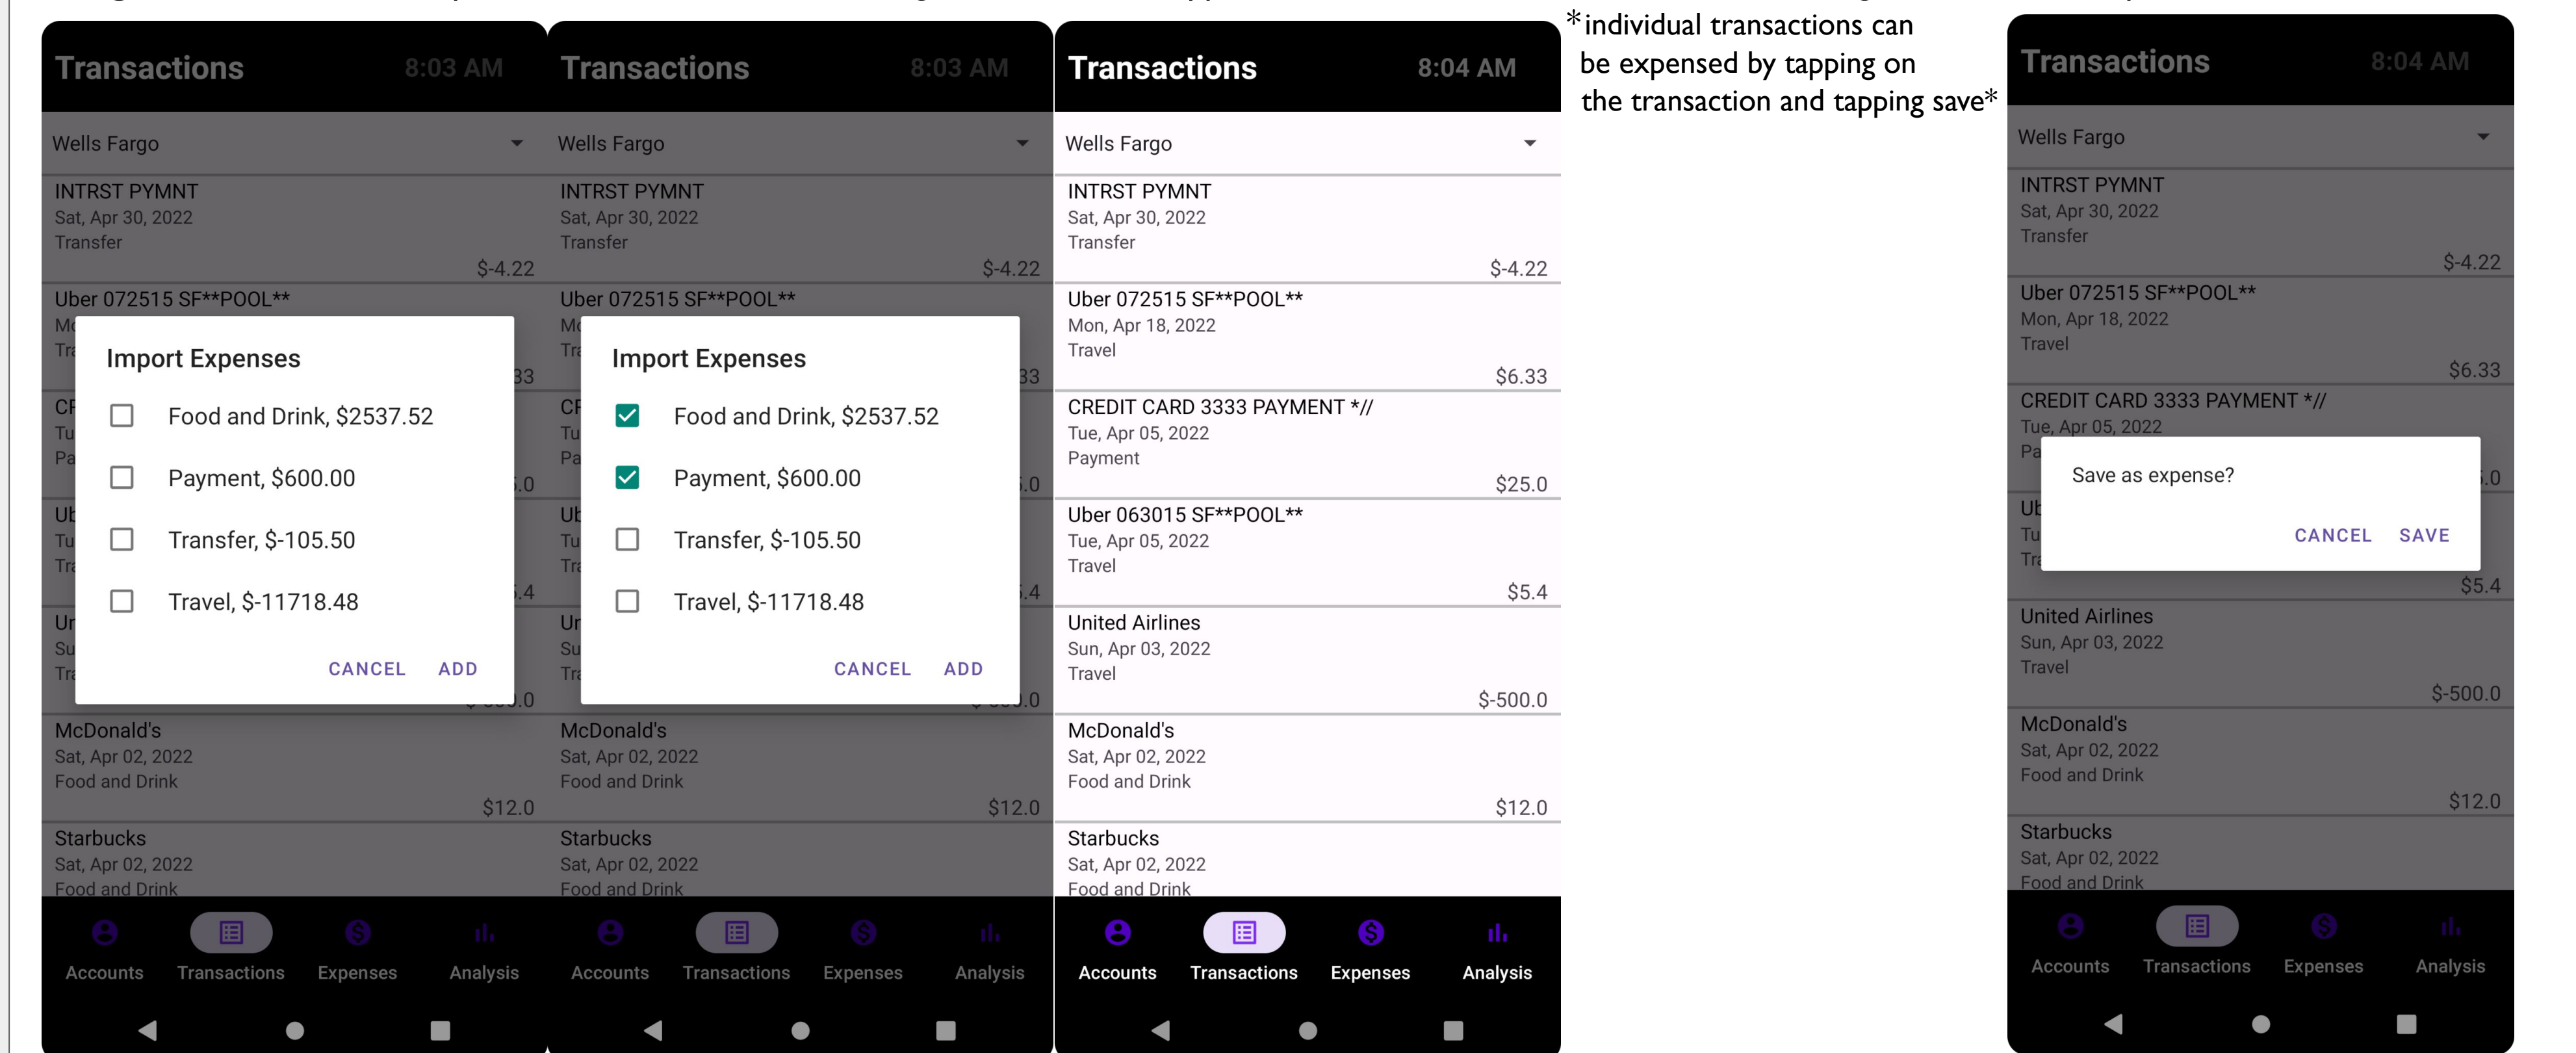 Transactions 8:03 AM
Wells Fargo
INTRST PYMNT
Sat, Apr 30, 2022
Transfer
$-4.22
Uber 072515 SF**POOL**
Import Expenses
Food and Drink, $2537.52
Payment, $600.00
Transfer, $-105.50
Travel, $-11718.48
CANCEL ADD
McDonald's
Sat, Apr 02, 2022
Food and Drink
$12.0
Starbucks
Sat, Apr 02, 2022
Food and Drink
Accounts Transactions Expenses Analysis
Transactions 8:03 AM
Wells Fargo
INTRST PYMNT
Sat, Apr 30, 2022
Transfer
$-4.22
Uber 072515 SF**POOL**
Import Expenses
Food and Drink, $2537.52
Payment, $600.00
Transfer, $-105.50
Travel, $-11718.48
CANCEL ADD
McDonald's
Sat, Apr 02, 2022
Food and Drink
$12.0
Starbucks
Sat, Apr 02, 2022
Food and Drink
Accounts Transactions Expenses Analysis
Transactions 8:04 AM
Wells Fargo
INTRST PYMNT
Sat, Apr 30, 2022
Transfer
$-4.22
Uber 072515 SF**POOL**
Mon, Apr 18, 2022
Travel
$6.33
CREDIT CARD 3333 PAYMENT *//
Tue, Apr 05, 2022
Payment
$25.0
Uber 063015 SF**POOL**
Tue, Apr 05, 2022
Travel
$5.4
United Airlines
Sun, Apr 03, 2022
Travel
$-500.0
McDonald's
Sat, Apr 02, 2022
Food and Drink
$12.0
Starbucks
Sat, Apr 02, 2022
Food and Drink
Accounts Transactions Expenses Analysis
*individual transactions can
be expensed by tapping on
the transaction and tapping save*
Transactions 8:04 AM
Wells Fargo
INTRST PYMNT
Sat, Apr 30, 2022
Transfer
$-4.22
Uber 072515 SF**POOL**
Mon, Apr 18, 2022
Travel
$6.33
CREDIT CARD 3333 PAYMENT *//
Tue, Apr 05, 2022
Save as expense?
CANCEL SAVE
$5.4
United Airlines
Sun, Apr 03, 2022
Travel
$-500.0
McDonald's
Sat, Apr 02, 2022
Food and Drink
$12.0
Starbucks
Sat, Apr 02, 2022
Food and Drink
Accounts Transactions Expenses Analysis